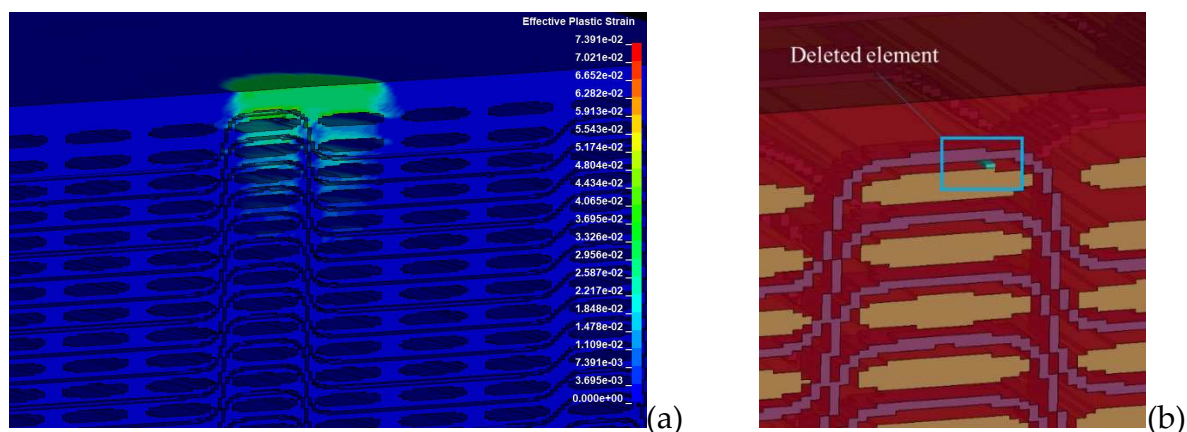 Effective Plastic Strain
7.391e-02
7.021e-02
6.652e-02
6.282e-02
5.913e-02
5.543e-02
5.174e-02
4.804e-02
4.434e-02
4.065e-02
3.695e-02
3.326e-02
2.956e-02
2.587e-02
2.217e-02
1.848e-02
1.478e-02
1.109e-02
7.391e-03
3.695e-03
0.000e+00
(a)
Deleted element
(b)